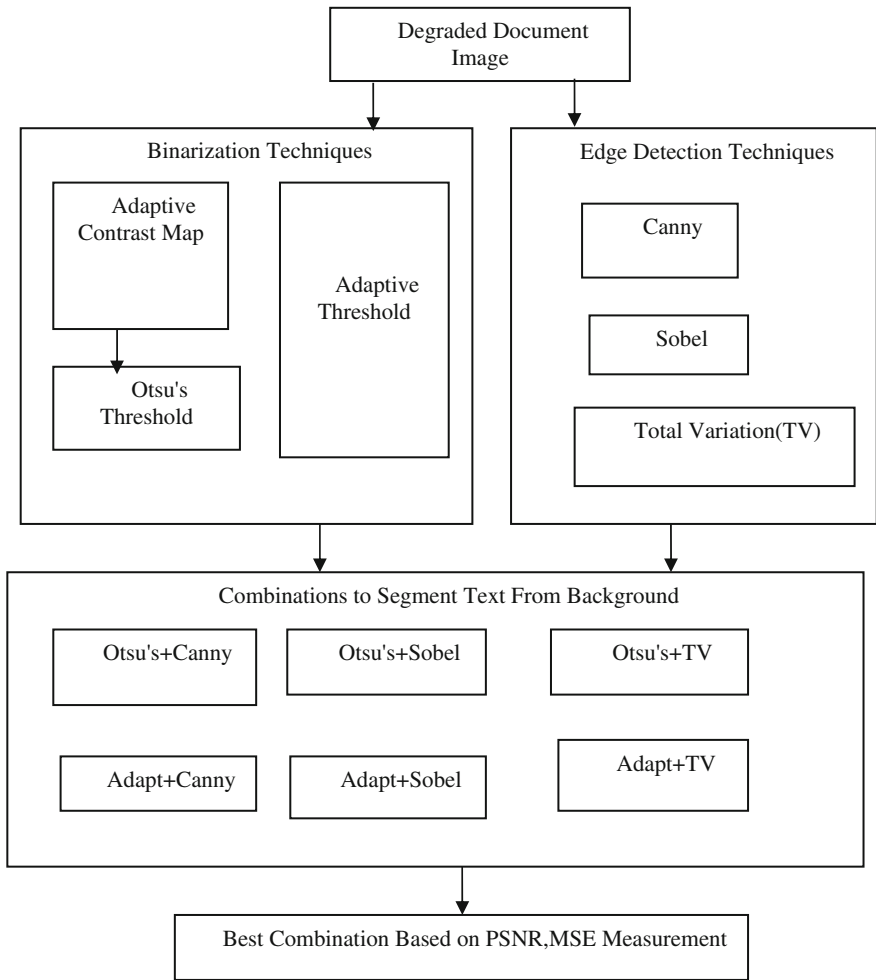 Degraded Document
Image
Binarization Techniques
Adaptive
Contrast Map
Adaptive
Threshold
Otsu's
Threshold
Edge Detection Techniques
Canny
Sobel
Total Variation(TV)
Combinations to Segment Text From Background
Otsu's+Canny
Otsu's+Sobel
Otsu's+TV
Adapt+Canny
Adapt+Sobel
Adapt+TV
Best Combination Based on PSNR,MSE Measurement